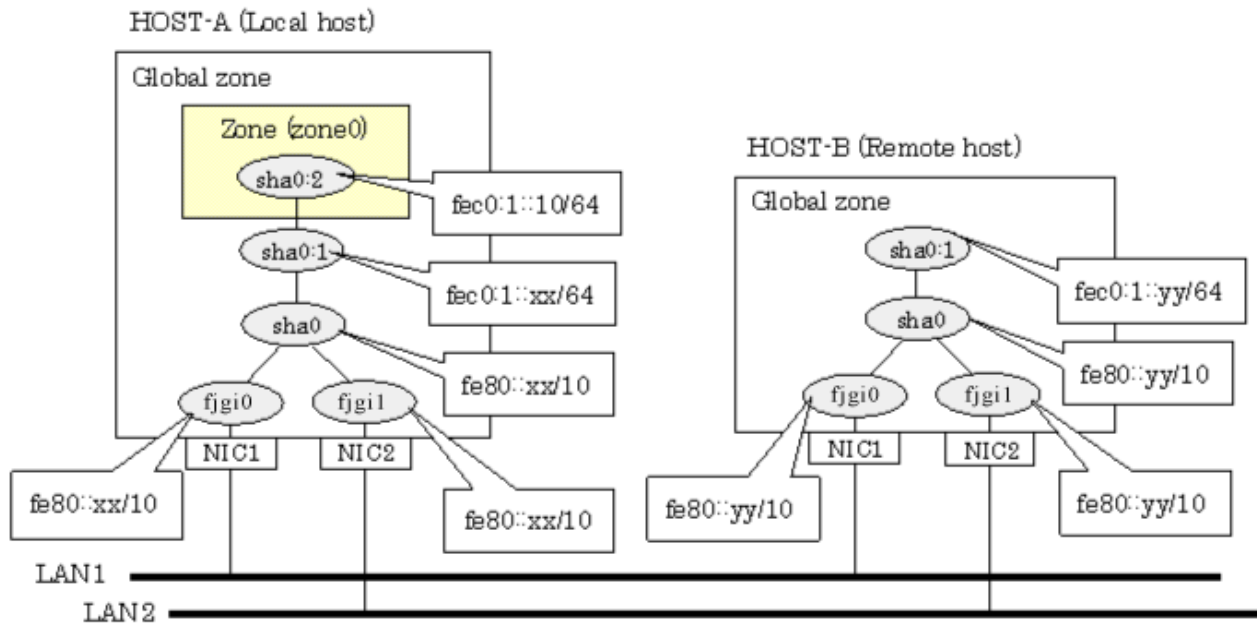 HOST-A (Local host)
Global zone
Zone (zone0)
sha0:2
fec0:1::10/64
sha0:1
fec0:1::xx/64
sha0
fe80::xx/10
fjgi0
fjgi1
NIC1
NIC2
fe80::xx/10
fe80::xx/10
HOST-B (Remote host)
Global zone
sha0:1
fec0:1::yy/64
sha0
fe80::yy/10
fjgi0
fjgi1
NIC1
NIC2
fe80::yy/10
fe80::yy/10
LAN1
LAN2